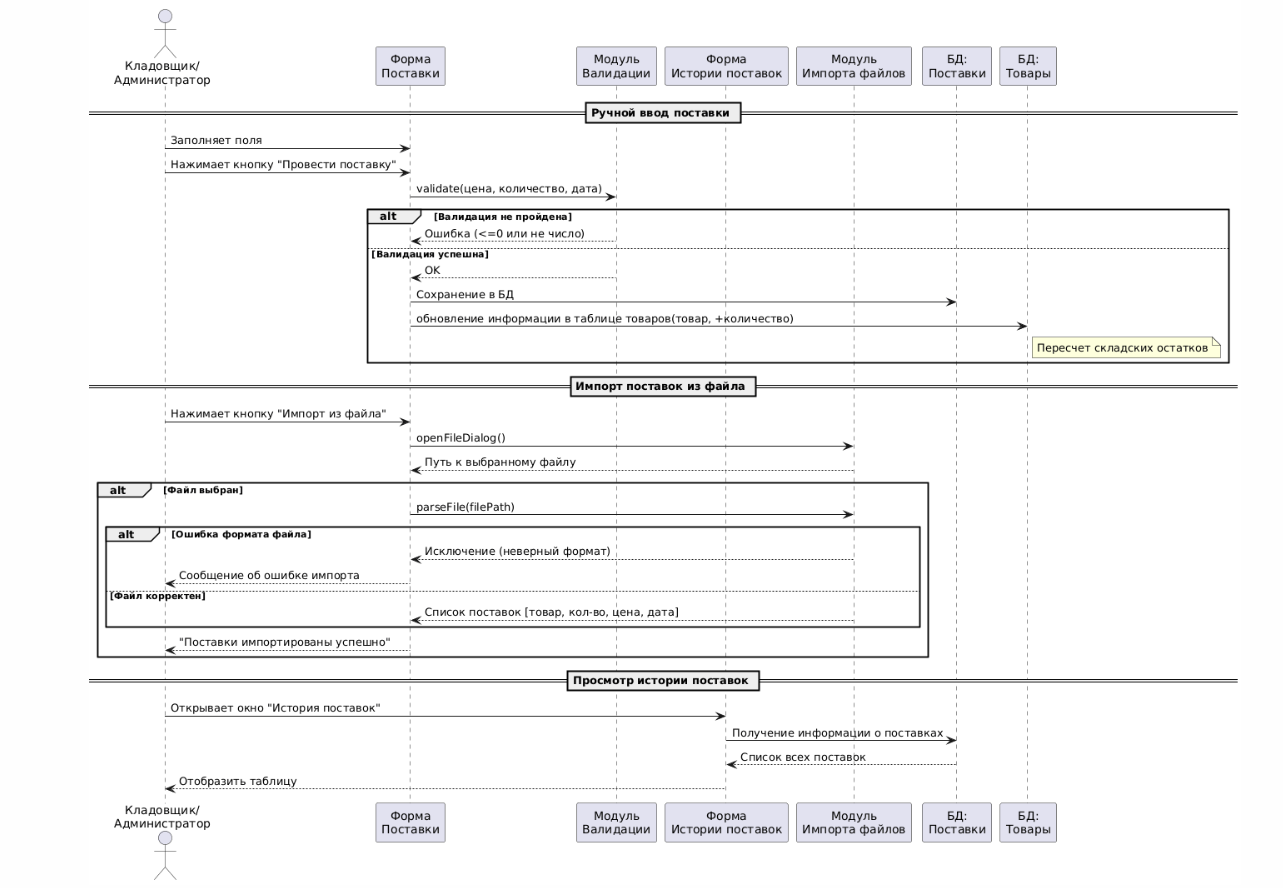 Кладовщик/
Администратор
Форма
Поставки
Модуль
Валидации
Форма
Истории поставок
Модуль
Импорта файлов
БД:
Поставки
БД:
Товары
Ручной ввод поставки
Заполняет поля
Нажимает кнопку "Провести поставку"
validate(цена, количество, дата)
alt [Валидация не пройдена]
Ошибка (<=0 или не число)
[Валидация успешна]
OK
Сохранение в БД
обновление информации в таблице товаров(товар, +количество)
Пересчет складских остатков
Импорт поставок из файла
Нажимает кнопку "Импорт из файла"
openFileDialog()
Путь к выбранному файлу
alt [Файл выбран]
parseFile(filePath)
alt [Ошибка формата файла]
Исключение (неверный формат)
Сообщение об ошибке импорта
[Файл корректен]
Список поставок [товар, кол-во, цена, дата]
"Поставки импортированы успешно"
Просмотр истории поставок
Открывает окно "История поставок"
Получение информации о поставках
Список всех поставок
Отобразить таблицу
Кладовщик/
Администратор
Форма
Поставки
Модуль
Валидации
Форма
Истории поставок
Модуль
Импорта файлов
БД:
Поставки
БД:
Товары